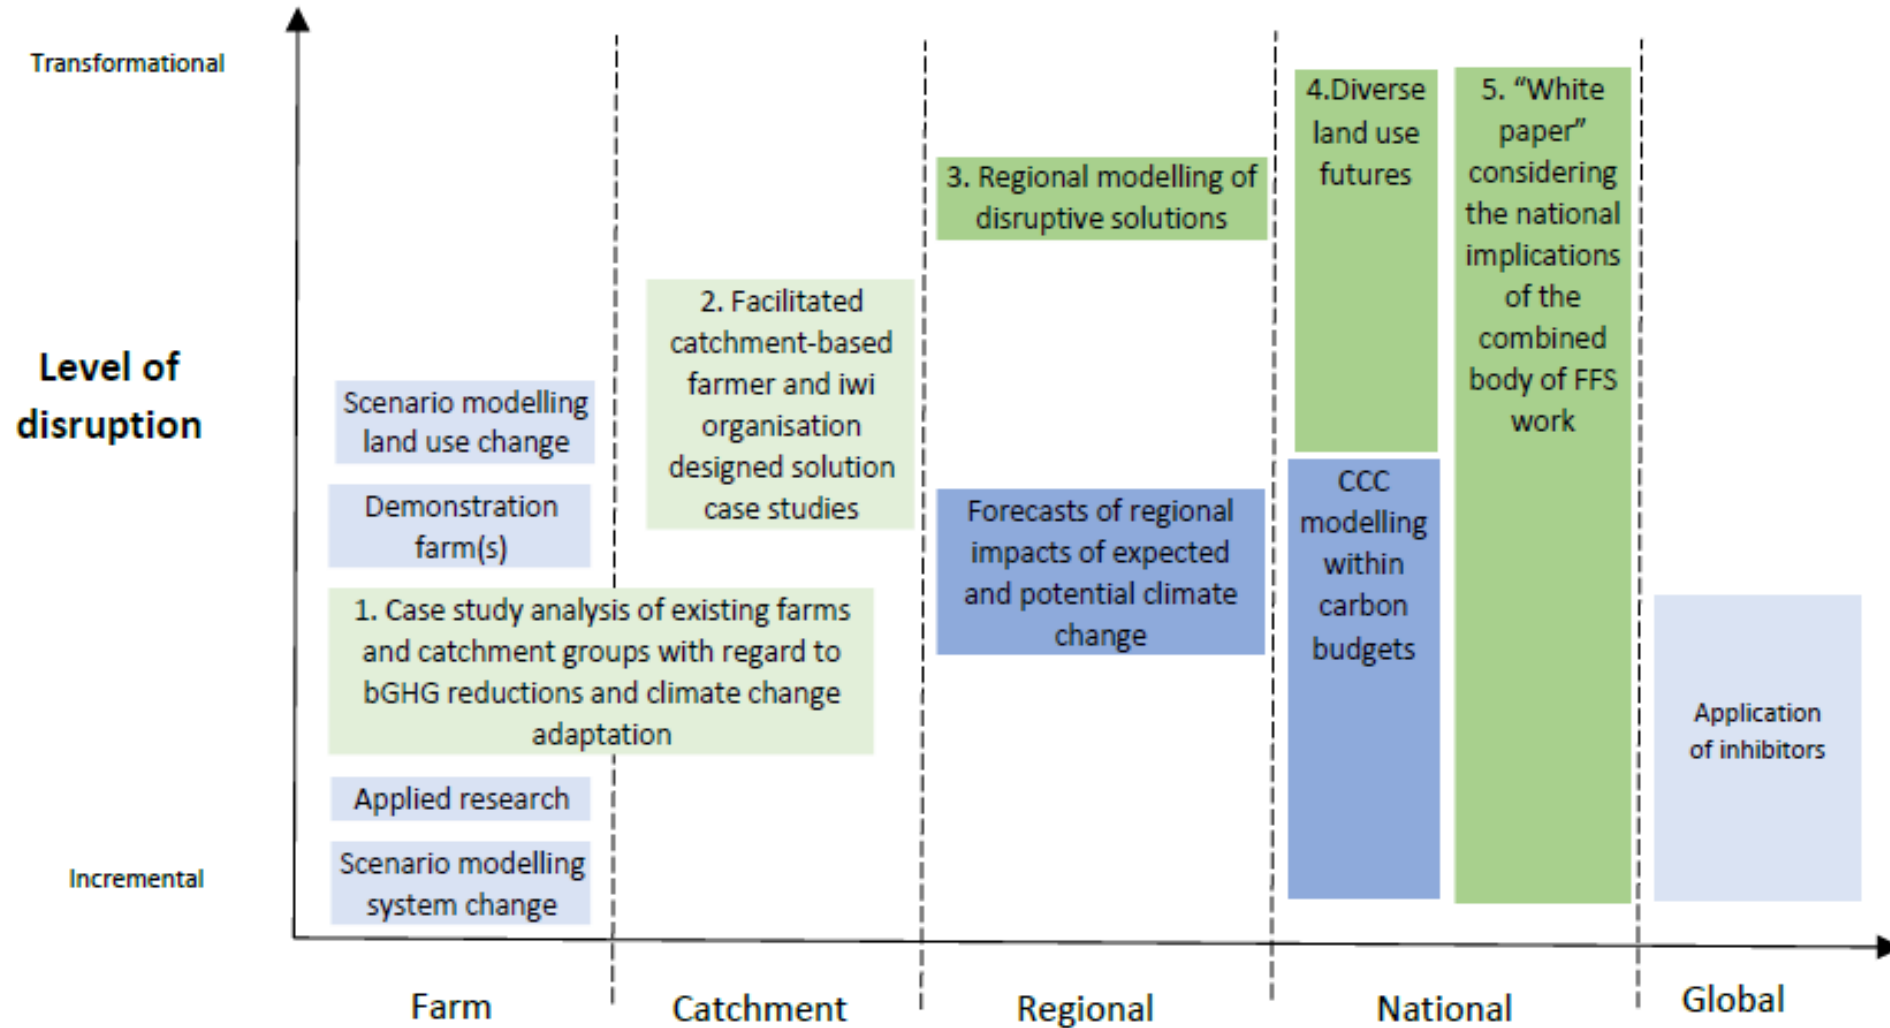 Transformational
Level of
disruption
Incremental
Scenario modelling
land use change
Demonstration
farm(s)
1. Case study analysis of existing farms
and catchment groups with regard to
bGHG reductions and climate change
adaptation
Applied research
Scenario modelling
system change
2. Facilitated
catchment-based
farmer and iwi
organisation
designed solution
case studies
3. Regional modelling of
disruptive solutions
Forecasts of regional
impacts of expected
and potential climate
change
4.Diverse
land use
futures
CCC
modelling
within
carbon
budgets
5. “White
paper”
considering
the national
implications
of the
combined
body of FFS
work
Application
of inhibitors
Farm
Catchment
Regional
National
Global